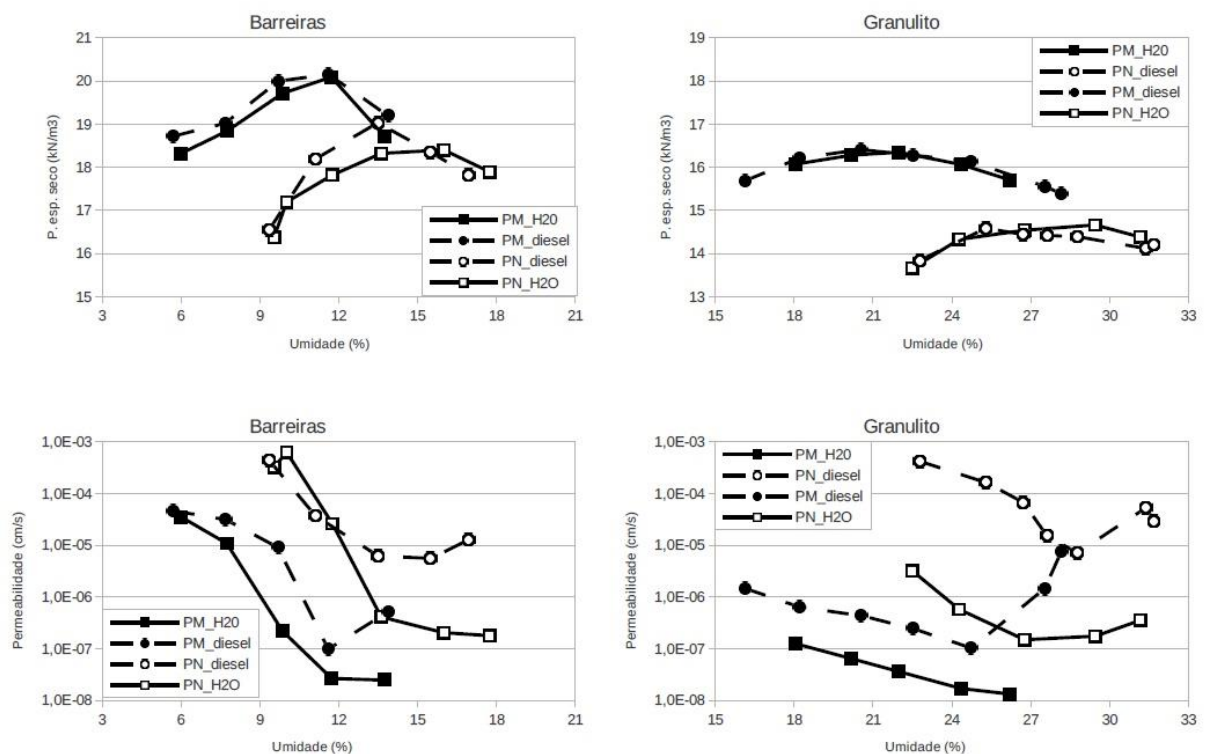 Barreiras
P. esp. seco (kN/m3)
21
20
19
18
17
16
15
3 6 9 12 15 18 21
Umidade (%)
PM_H20
PM_diesel
PN_diesel
PN_H2O
Granulito
P. esp. seco (kN/m3)
19
18
17
16
15
14
13
15 18 21 24 27 30 33
Umidade (%)
PM_H20
PN_diesel
PM_diesel
PN_H2O
Barreiras
Permeabilidade (cm/s)
1,0E-03
1,0E-04
1,0E-05
1,0E-06
1,0E-07
1,0E-08
3 6 9 12 15 18 21
Umidade (%)
PM_H20
PM_diesel
PN_diesel
PN_H2O
Granulito
Permeabilidade (cm/s)
1,0E-03
1,0E-04
1,0E-05
1,0E-06
1,0E-07
1,0E-08
15 18 21 24 27 30 33
Umidade (%)
PM_H20
PN_diesel
PM_diesel
PN_H2O